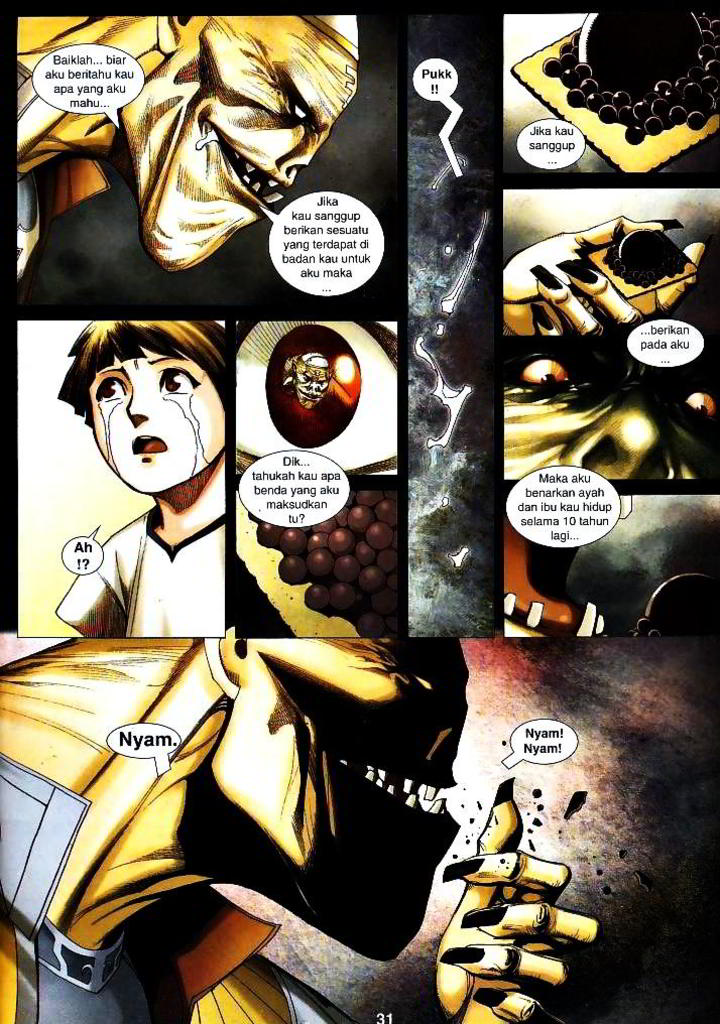 Baiklah... biar
aku beritahu kau
apa yang aku
mahu...
Jika
kau sanggup
berikan sesuatu
yang terdapat di
badan kau untuk
aku maka
...
Ah
!?
Dik...
tahukah kau apa
benda yang aku
maksudkan
tu?
Pukk
!!
Jika kau
sanggup
...
...berikan
pada aku
...
Maka aku
benarkan ayah
dan ibu kau hidup
selama 10 tahun
lagi...
Nyam.
Nyam!
Nyam!
31